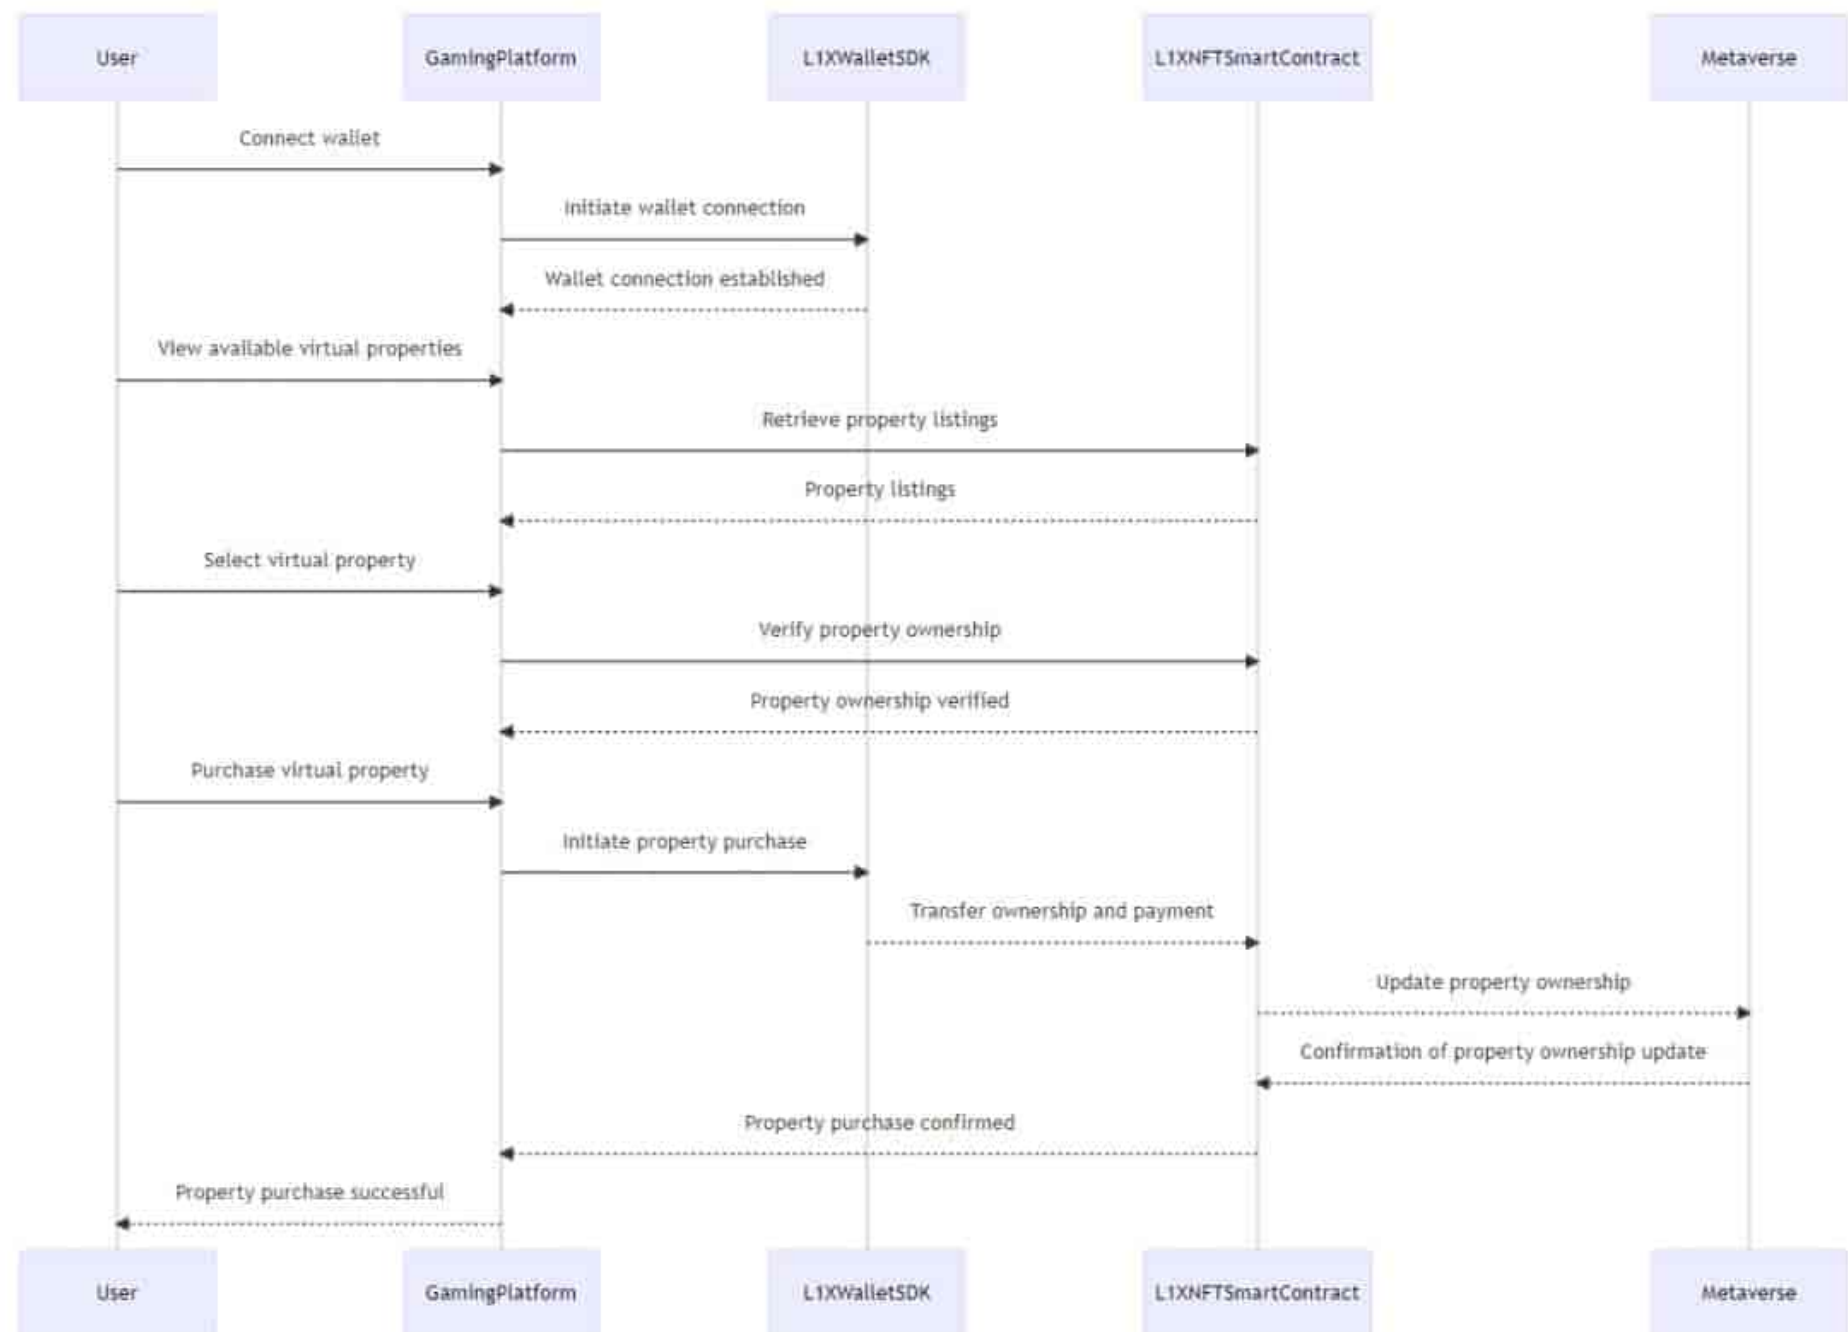 User
GamingPlatform
L1XWalletSDK
L1XNFTSmartContract
Metaverse
Connect wallet
Initiate wallet connection
Wallet connection established
View available virtual properties
Retrieve property listings
Property listings
Select virtual property
Verify property ownership
Property ownership verified
Purchase virtual property
Initiate property purchase
Transfer ownership and payment
Update property ownership
Confirmation of property ownership update
Property purchase confirmed
Property purchase successful
User
GamingPlatform
L1XWalletSDK
L1XNFTSmartContract
Metaverse